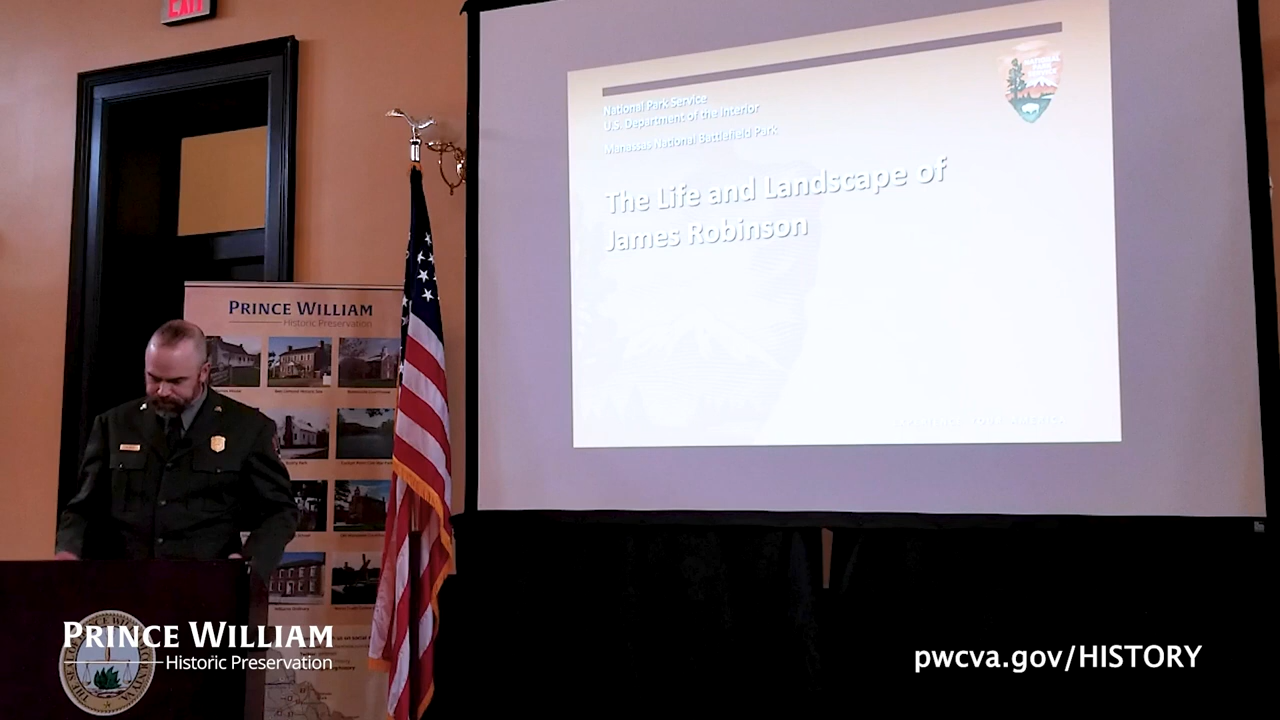 EXIT
National Park Service
U.S. Department of the Interior
Manassas National Battlefield Park
The Life and Landscape of
James Robinson
PRINCE WILLIAM
Historic Preservation
PRINCE WILLIAM
Historic Preservation
pwcva.gov/HISTORY